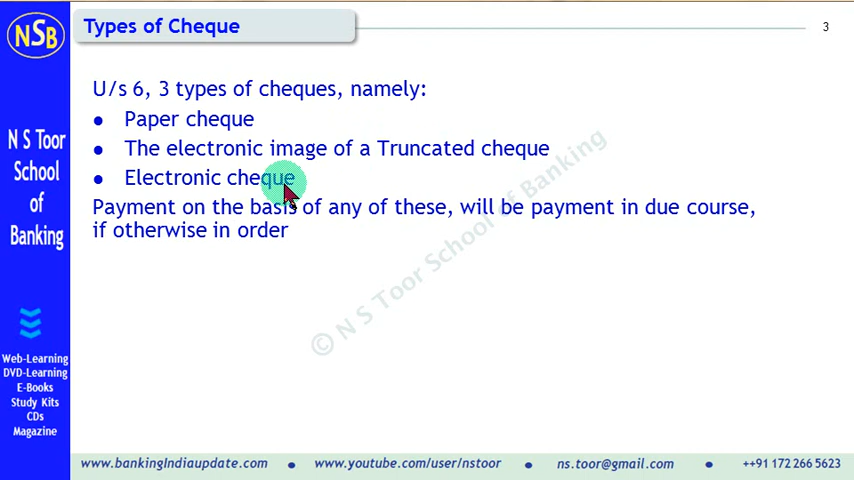 Types of Cheque
3
NSB
N S Toor
School
of
Banking
Web-Learning
DVD-Learning
E-Books
Study Kits
CDs
Magazine
U/s 6, 3 types of cheques, namely:
● Paper cheque
● The electronic image of a Truncated cheque
● Electronic cheque
Payment on the basis of any of these, will be payment in due course,
if otherwise in order
© N S Toor School of Banking
www.bankingIndiaupdate.com ● www.youtube.com/user/nstoor ● ns.toor@gmail.com ● ++91 172 266 5623